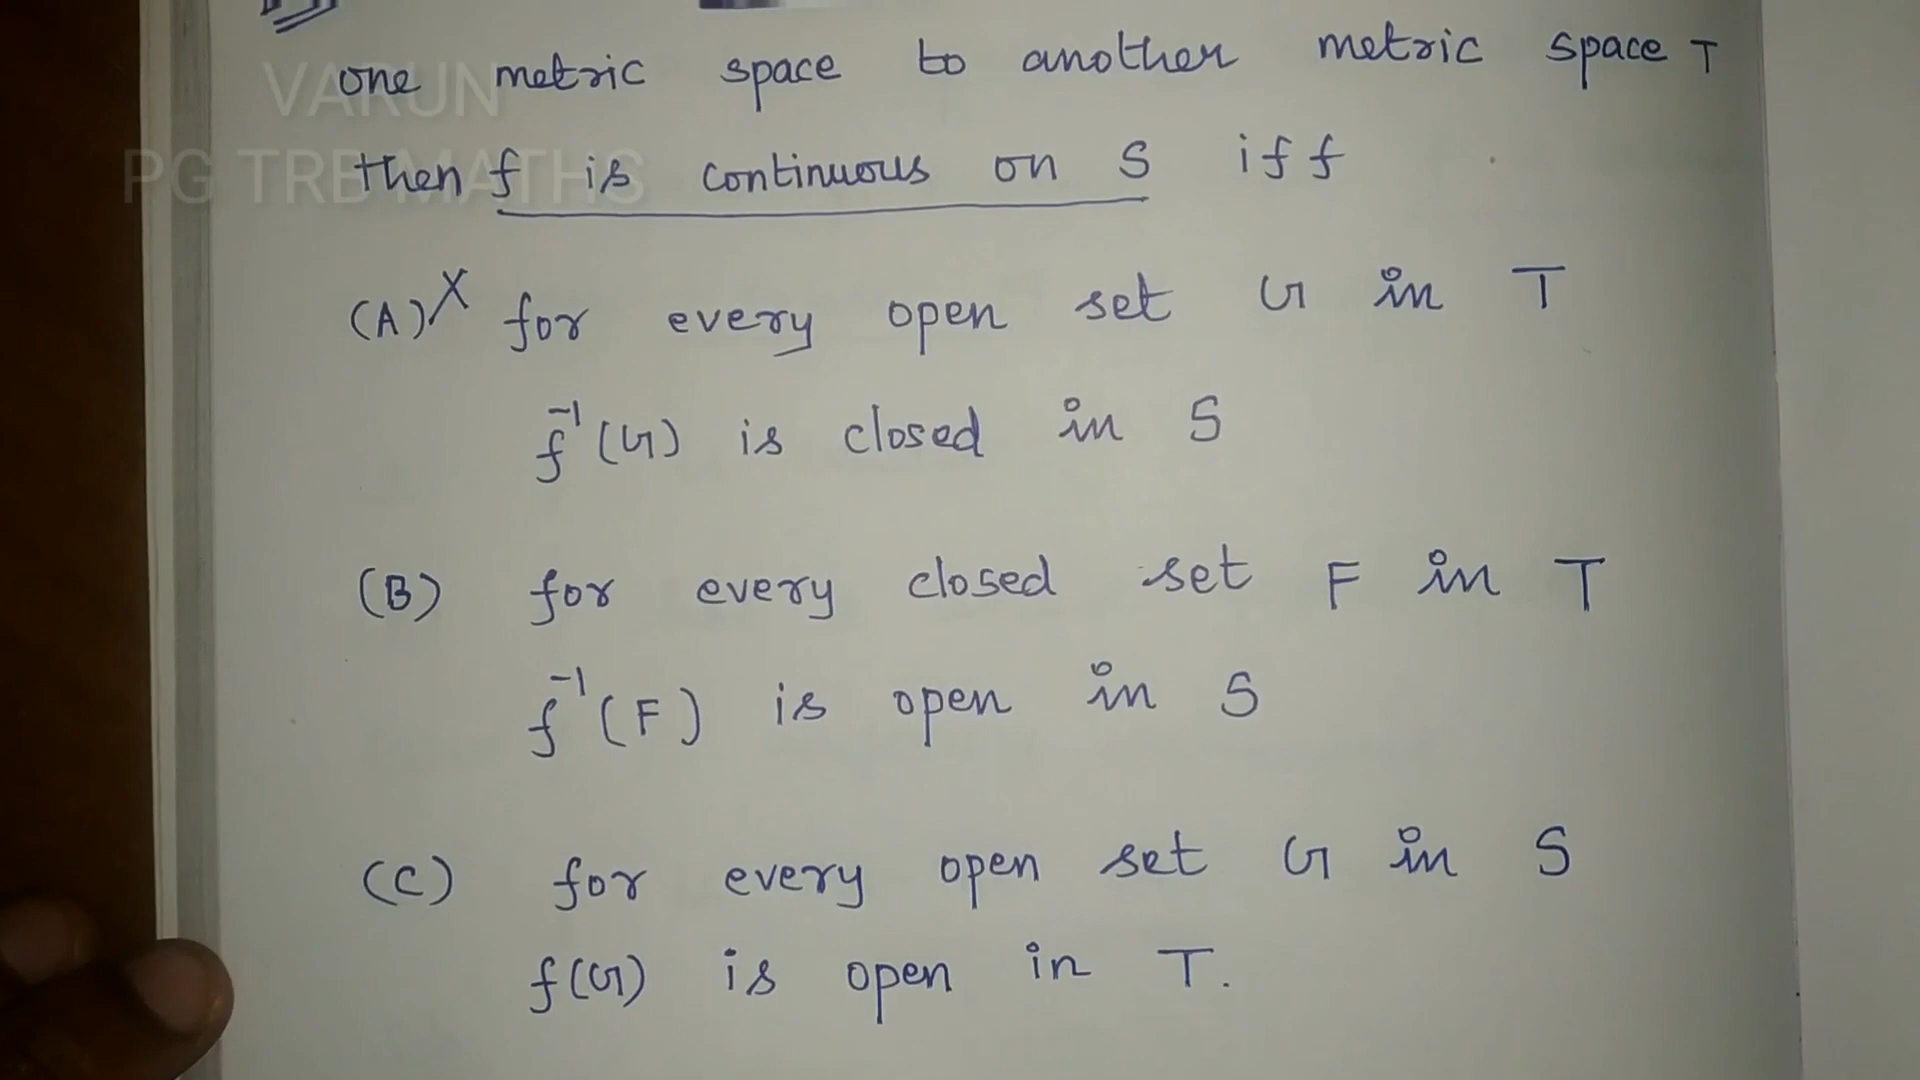 one metric space to another metric space T
VARUN
then f is continuous on S iff
PG TRB MATHS
(A) X for every open set G in T
f⁻¹(G) is closed in S
(B) for every closed set F in T
f⁻¹(F) is open in S
(C) for every open set G in S
f(G) is open in T.